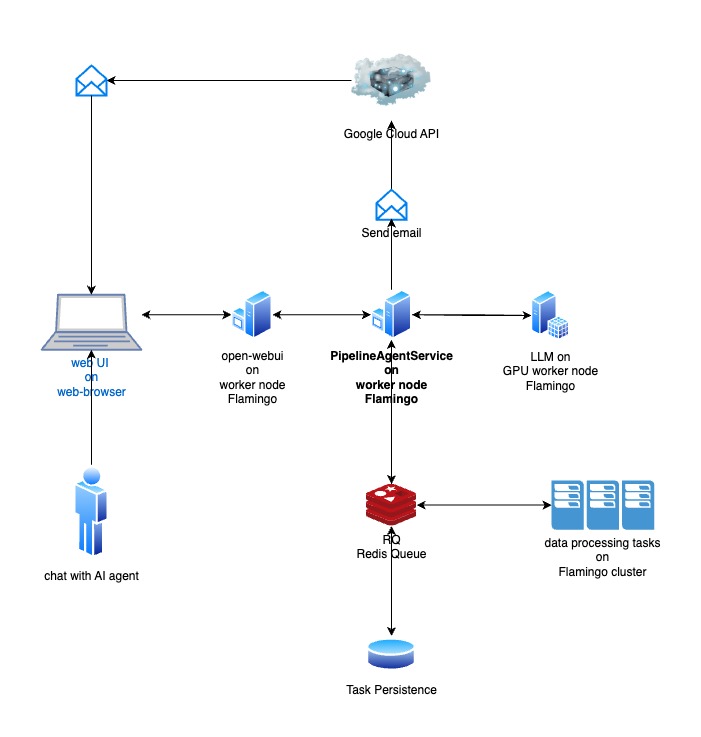 Google Cloud API
Send email
web UI
on
web-browser
open-webui
on
worker node
Flamingo
PipelineAgentService
on
worker node
Flamingo
LLM on
GPU worker node
Flamingo
chat with AI agent
RQ
Redis Queue
data processing tasks
on
Flamingo cluster
Task Persistence